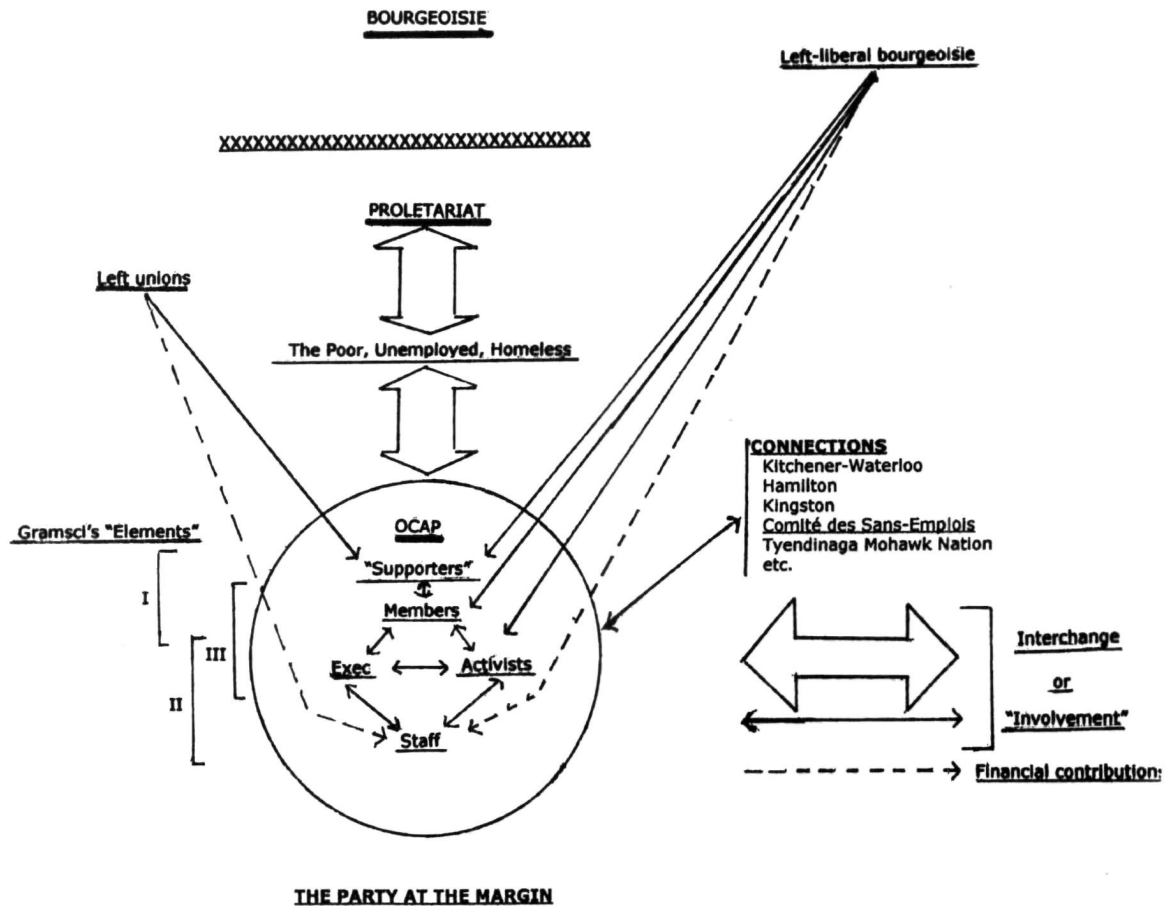 BOURGEOISIE
Left-liberal bourgeoisie
XXXXXXXXXXXXXXXXXXXXXXXXXXXXXXXXX
PROLETARIAT
Left unions
The Poor, Unemployed, Homeless
CONNECTIONS
Kitchener-Waterloo
Hamilton
Kingston
Comité des Sans-Emplois
Tyendinaga Mohawk Nation
etc.
Gramsci's "Elements"
I
II
III
OCAP
"Supporters"
Members
Exec
Activists
Staff
Interchange
or
"Involvement"
Financial contributions
THE PARTY AT THE MARGIN